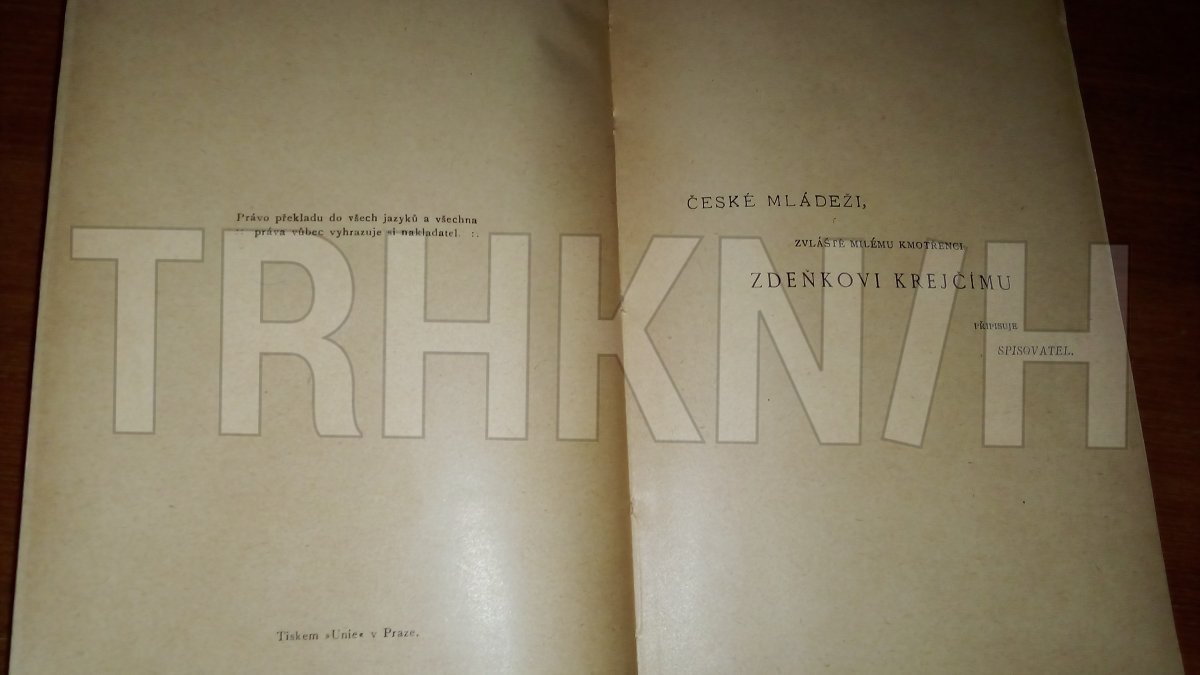 Právo překladu do všech jazyků a všechna
:: práva vůbec vyhrazuje si nakladatel. ::
Tiskem »Unie« v Praze.
ČESKÉ MLÁDEŽI,
ZVLÁŠTĚ MILÉMU KMOTŘENCI
ZDEŇKOVI KREJČÍMU
PŘIPISUJE
SPISOVATEL.
TRHKN/H